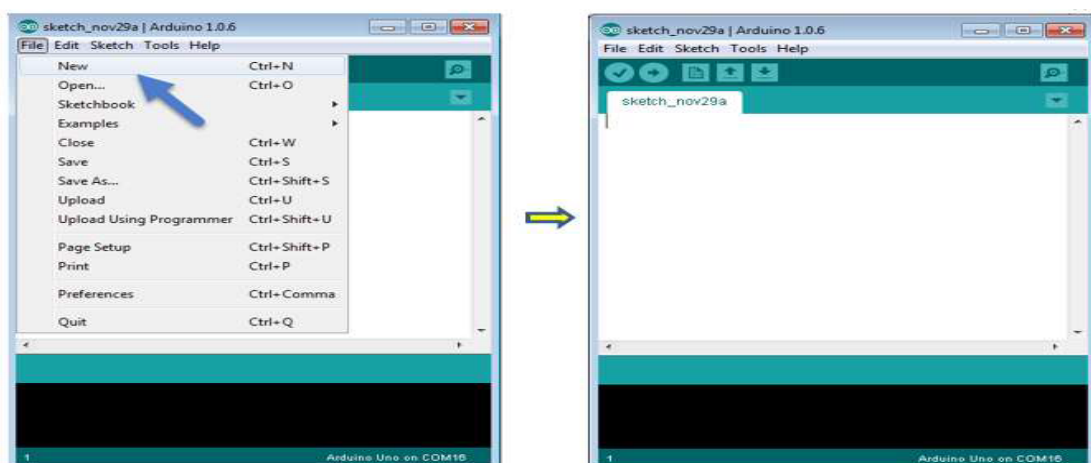 sketch_nov29a | Arduino 1.0.6
File Edit Sketch Tools Help
New Ctrl+N
Open... Ctrl+O
Sketchbook
Examples
Close Ctrl+W
Save Ctrl+S
Save As... Ctrl+Shift+S
Upload Ctrl+U
Upload Using Programmer Ctrl+Shift+U
Page Setup Ctrl+Shift+P
Print Ctrl+P
Preferences Ctrl+Comma
Quit Ctrl+Q
1 Arduino Uno on COM16
sketch_nov29a | Arduino 1.0.6
File Edit Sketch Tools Help
sketch_nov29a
1 Arduino Uno on COM16